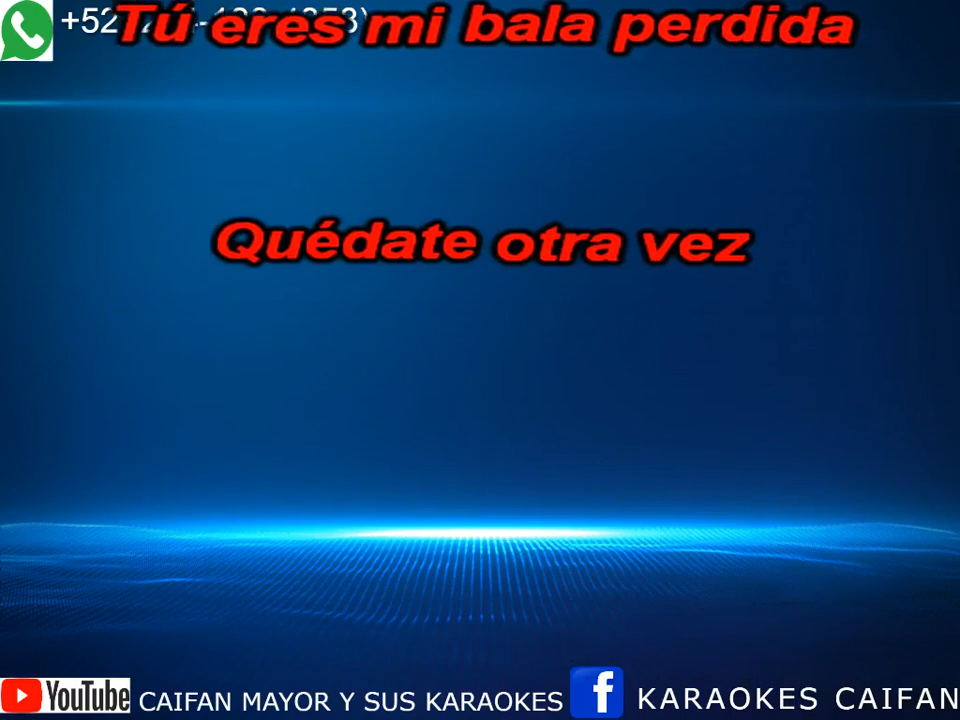 Tú eres mi bala perdida
Quédate otra vez
YouTube CAIFAN MAYOR Y SUS KARAOKES f KARAOKES CAIFAN